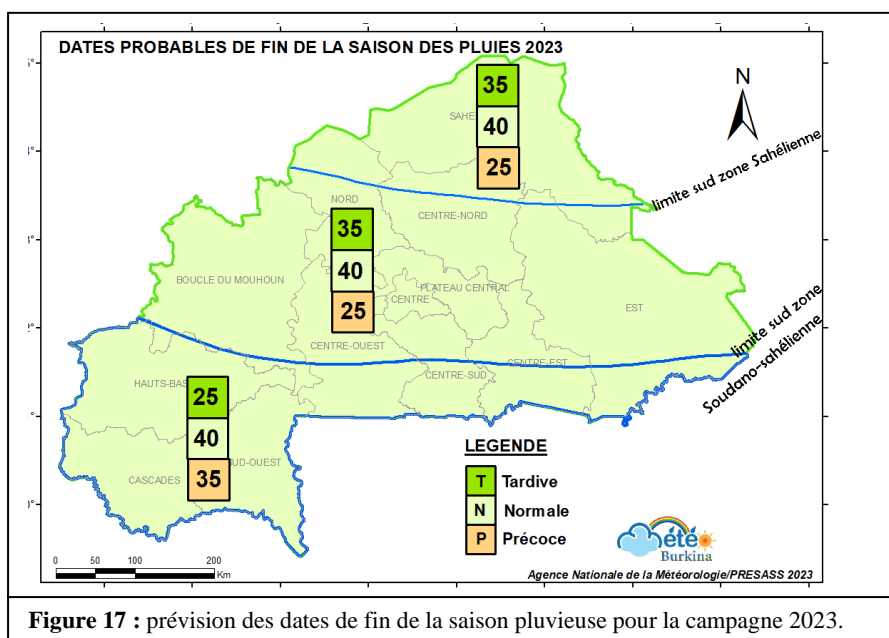 DATES PROBABLES DE FIN DE LA SAISON DES PLUIES 2023
N
35
40
25
SAHE
limite sud zone Sahélienne
NORD
CENTRE-NORD
35
40
25
BOUCLE DU MOUHOUN
PLATEAU CENTRAL
CENTRE
EST
limite sud zone
Soudano-sahélienne
CENTRE-OUEST
CENTRE-EST
CENTRE-SUD
HAUTS-BAS
25
40
35
CASCADES
SUD-OUEST
LEGENDE
T Tardive
N Normale
P Précoce
0 50 100 200
Km
Météo
Burkina
Agence Nationale de la Météorologie/PRESASS 2023
Figure 17 : prévision des dates de fin de la saison pluvieuse pour la campagne 2023.